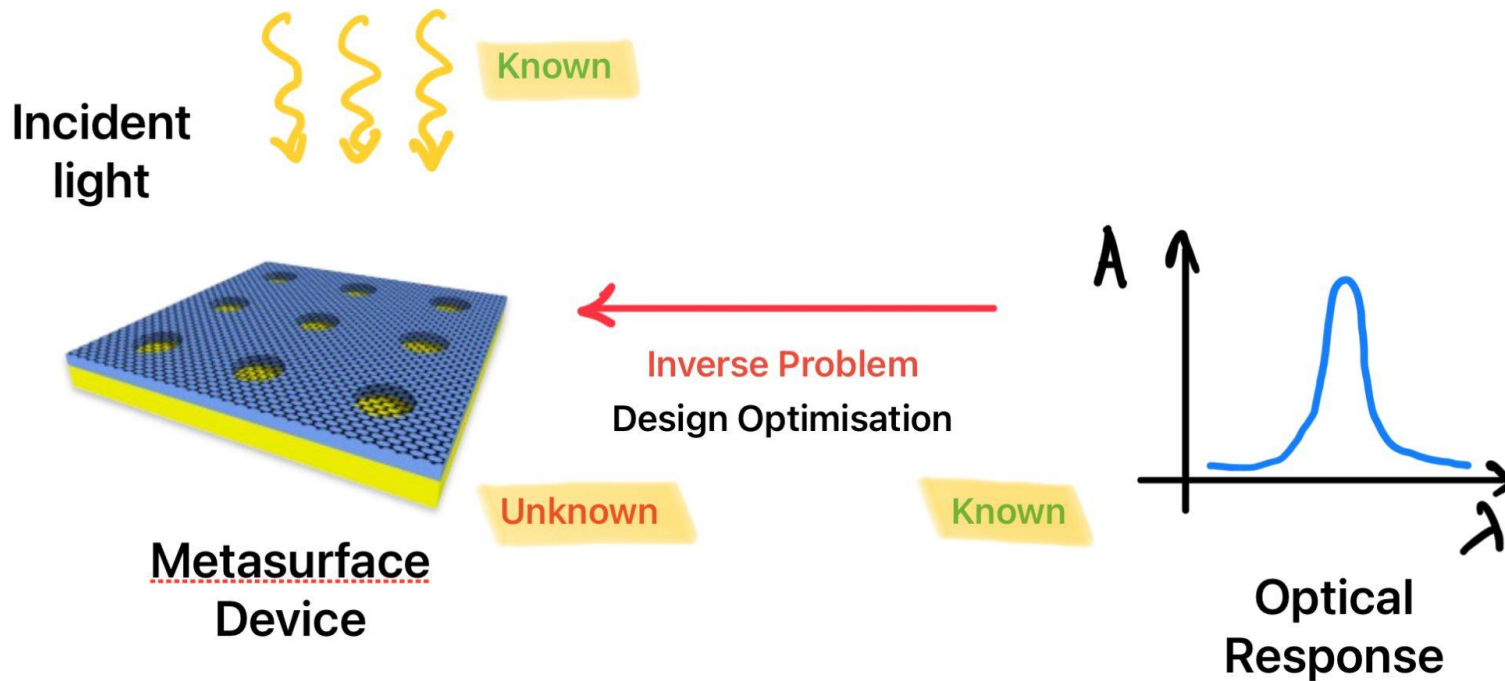 Known
Incident
light
A
Inverse Problem
Design Optimisation
Unknown
Known
λ
Metasurface
Device
Optical
Response